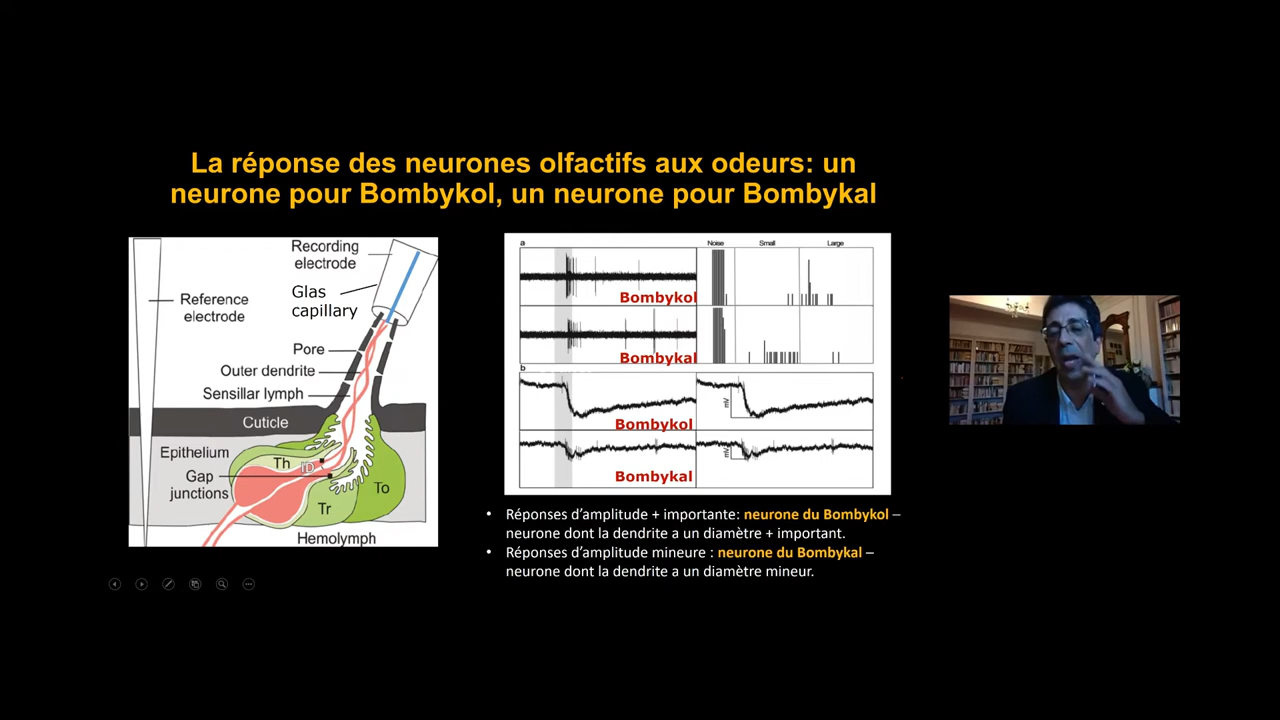 La réponse des neurones olfactifs aux odeurs: un
neurone pour Bombykol, un neurone pour Bombykal
Recording
electrode
Glas
capillary
Reference
electrode
Pore
Outer dendrite
Sensillar lymph
Cuticle
Epithelium
Th
ID
Gap
junctions
To
Tr
Hemolymph
a
Noise
Small
Large
Bombykol
Bombykal
b
mV
Bombykol
mV
Bombykal
• Réponses d’amplitude + importante: neurone du Bombykol –
neurone dont la dendrite a un diamètre + important.
• Réponses d’amplitude mineure : neurone du Bombykal –
neurone dont la dendrite a un diamètre mineur.